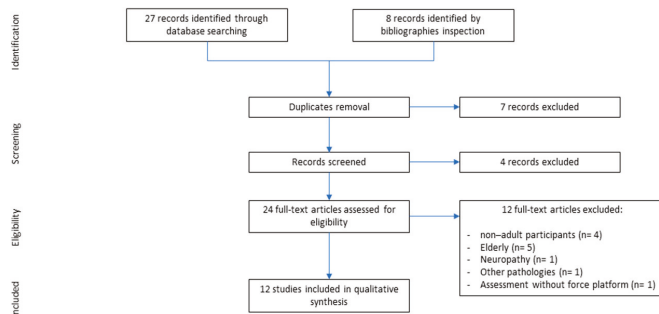 Identification
27 records identified through
database searching
8 records identified by
bibliographies inspection
Screening
Duplicates removal
7 records excluded
Records screened
4 records excluded
Eligibility
24 full-text articles assessed for
eligibility
12 full-text articles excluded:
- non–adult participants (n= 4)
- Elderly (n= 5)
- Neuropathy (n= 1)
- Other pathologies (n= 1)
- Assessment without force platform (n= 1)
ncluded
12 studies included in qualitative
synthesis